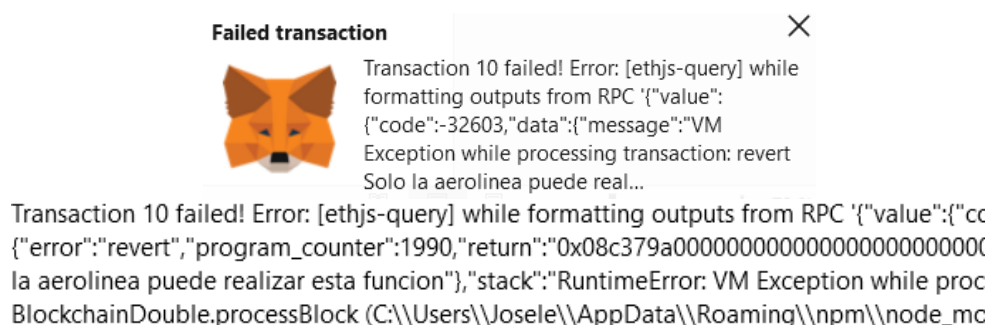 Failed transaction
Transaction 10 failed! Error: [ethjs-query] while
formatting outputs from RPC '{"value":
{"code":-32603,"data":{"message":"VM
Exception while processing transaction: revert
Solo la aerolinea puede real...
Transaction 10 failed! Error: [ethjs-query] while formatting outputs from RPC '{"value":{"co
{"error":"revert","program_counter":1990,"return":"0x08c379a0000000000000000000000000
la aerolinea puede realizar esta funcion"},"stack":"RuntimeError: VM Exception while proc
BlockchainDouble.processBlock (C:\\Users\\Josele\\AppData\\Roaming\\npm\\node_mo